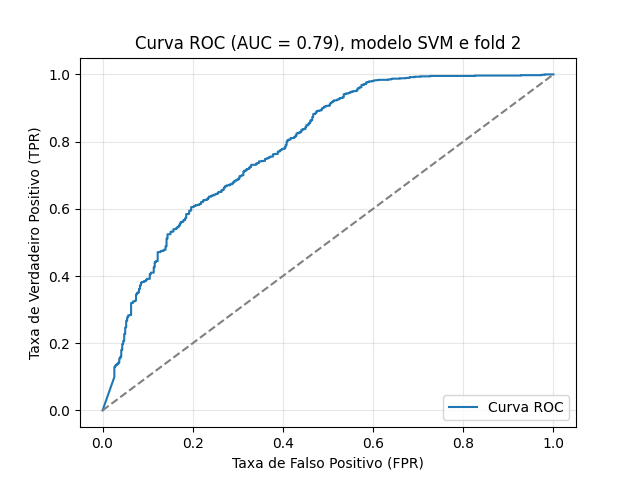 Curva ROC (AUC = 0.79), modelo SVM e fold 2
Taxa de Verdadeiro Positivo (TPR)
1.0
0.8
0.6
0.4
0.2
0.0
Curva ROC
0.0 0.2 0.4 0.6 0.8 1.0
Taxa de Falso Positivo (FPR)